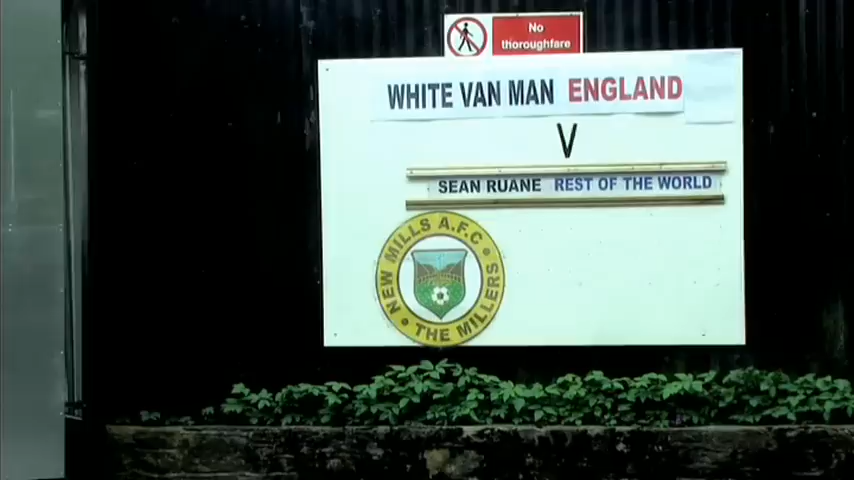 No
thoroughfare
WHITE VAN MAN ENGLAND
V
SEAN RUANE REST OF THE WORLD
NEW MILLS A.F.C
THE MILLERS